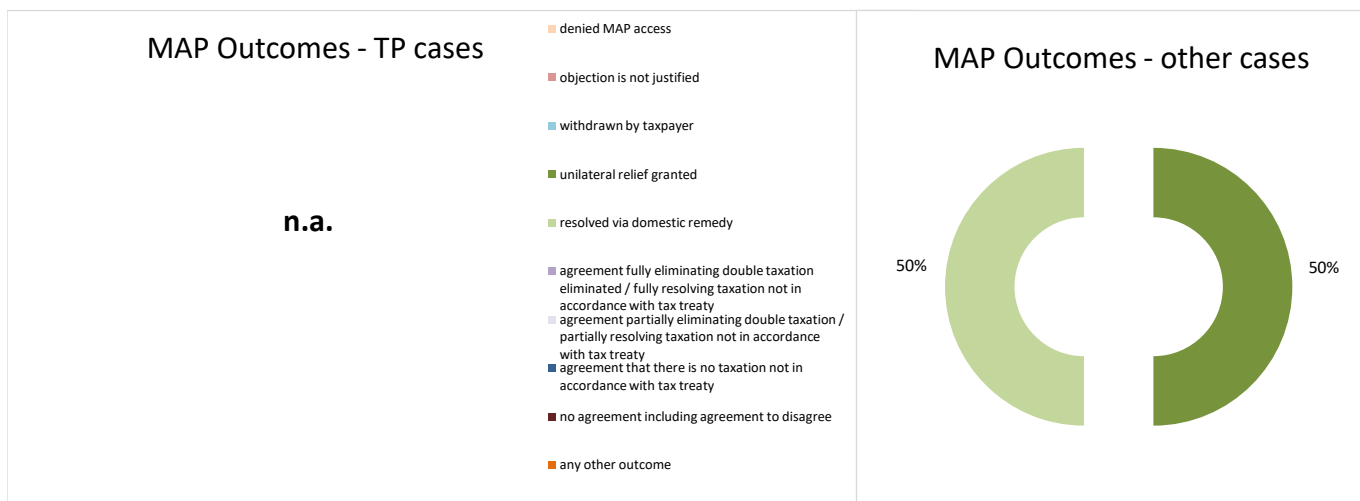 MAP Outcomes - TP cases
n.a.
denied MAP access
objection is not justified
withdrawn by taxpayer
unilateral relief granted
resolved via domestic remedy
agreement fully eliminating double taxation
eliminated / fully resolving taxation not in
accordance with tax treaty
agreement partially eliminating double taxation /
partially resolving taxation not in accordance
with tax treaty
agreement that there is no taxation not in
accordance with tax treaty
no agreement including agreement to disagree
any other outcome
MAP Outcomes - other cases
50%
50%